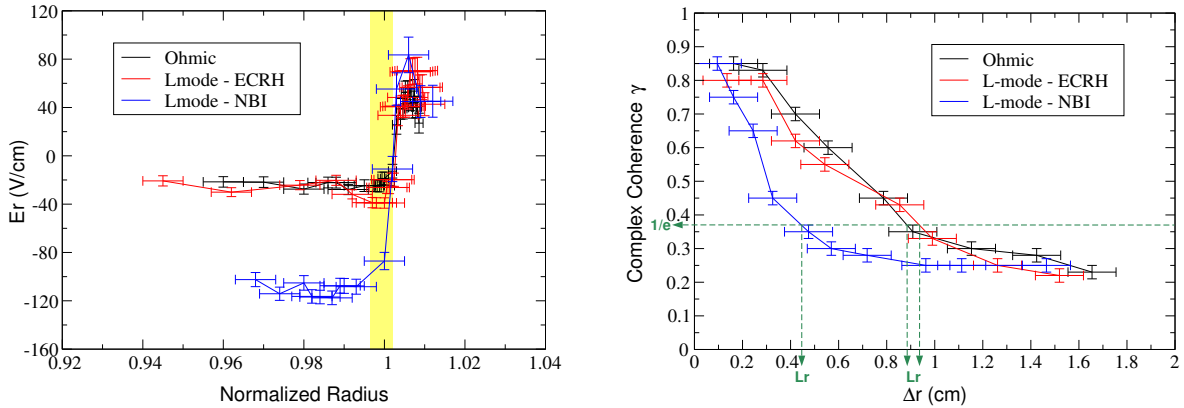 Er (V/cm)
80
40
0
-40
-80
-120
-160
Ohmic
Lmode - ECRH
Lmode - NBI
0.92
0.94
0.96
0.98
1.00
1.02
1.04
Normalized Radius
Complex Coherence γ
1
0.9
0.8
0.7
0.6
0.5
0.4
1/e
0.3
0.2
0.1
0
Ohmic
L-mode - ECRH
L-mode - NBI
0
0.2
0.4
0.6
0.8
1
1.2
1.4
1.6
1.8
2
Lr
Lr
Δr (cm)